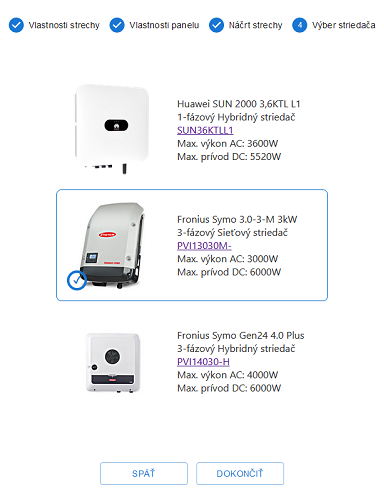 Vlastnosti strechy
Vlastnosti panelu
Náčrt strechy
4 Výber striedača
Huawei SUN 2000 3,6KTL L1
1-fázový Hybridný striedač
SUN36KTLL1
Max. výkon AC: 3600W
Max. prívod DC: 5520W
Fronius Symo 3.0-3-M 3kW
3-fázový Sieťový striedač
PVI13030M-
Max. výkon AC: 3000W
Max. prívod DC: 6000W
Fronius Symo Gen24 4.0 Plus
3-fázový Hybridný striedač
PVI14030-H
Max. výkon AC: 4000W
Max. prívod DC: 6000W
SPÄŤ
DOKONČIŤ